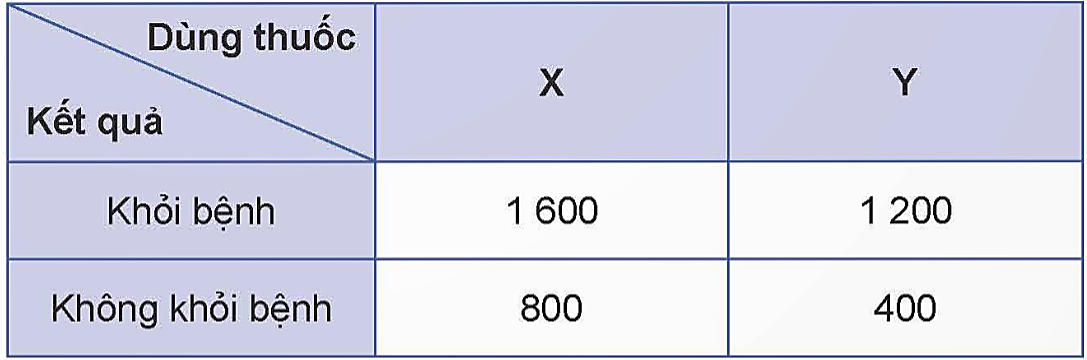 Dùng thuốc
Kết quả
X
Y
Khỏi bệnh
1 600
1 200
Không khỏi bệnh
800
400